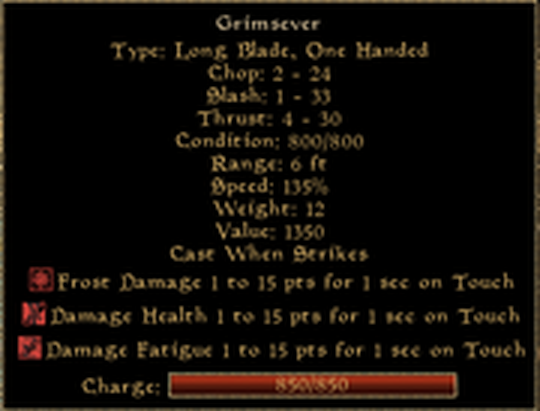 Grimsever
Type: Long Blade, One Handed
Chop: 2 - 24
Slash: 1 - 33
Thrust: 4 - 30
Condition: 800/800
Range: 6 ft
Speed: 135%
Weight: 12
Value: 1350
Cast When Strikes
Frost Damage 1 to 15 pts for 1 sec on Touch
Damage Health 1 to 15 pts for 1 sec on Touch
Damage Fatigue 1 to 15 pts for 1 sec on Touch
Charge: 850/850